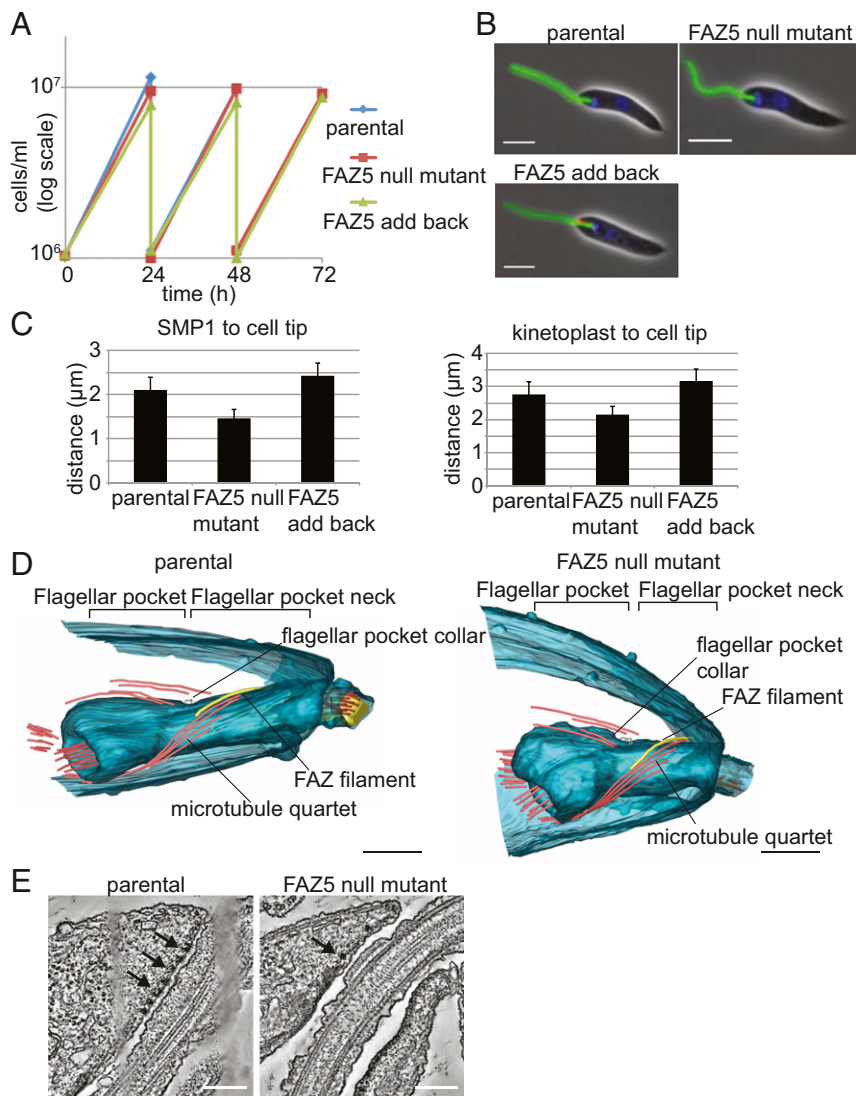 A
10⁷
10⁶
cells/ml
(log scale)
0
24
48
72
time (h)
parental
FAZ5 null mutant
FAZ5 add back
B
parental
FAZ5 null mutant
FAZ5 add back
C
SMP1 to cell tip
3
2
1
0
distance (µm)
parental
FAZ5 null
mutant
FAZ5
add back
kinetoplast to cell tip
4
3
2
1
0
distance (µm)
parental
FAZ5 null
mutant
FAZ5
add back
D
parental
Flagellar pocket
Flagellar pocket neck
flagellar pocket collar
FAZ filament
microtubule quartet
FAZ5 null mutant
Flagellar pocket
Flagellar pocket neck
flagellar pocket
collar
FAZ filament
microtubule quartet
E
parental
FAZ5 null mutant